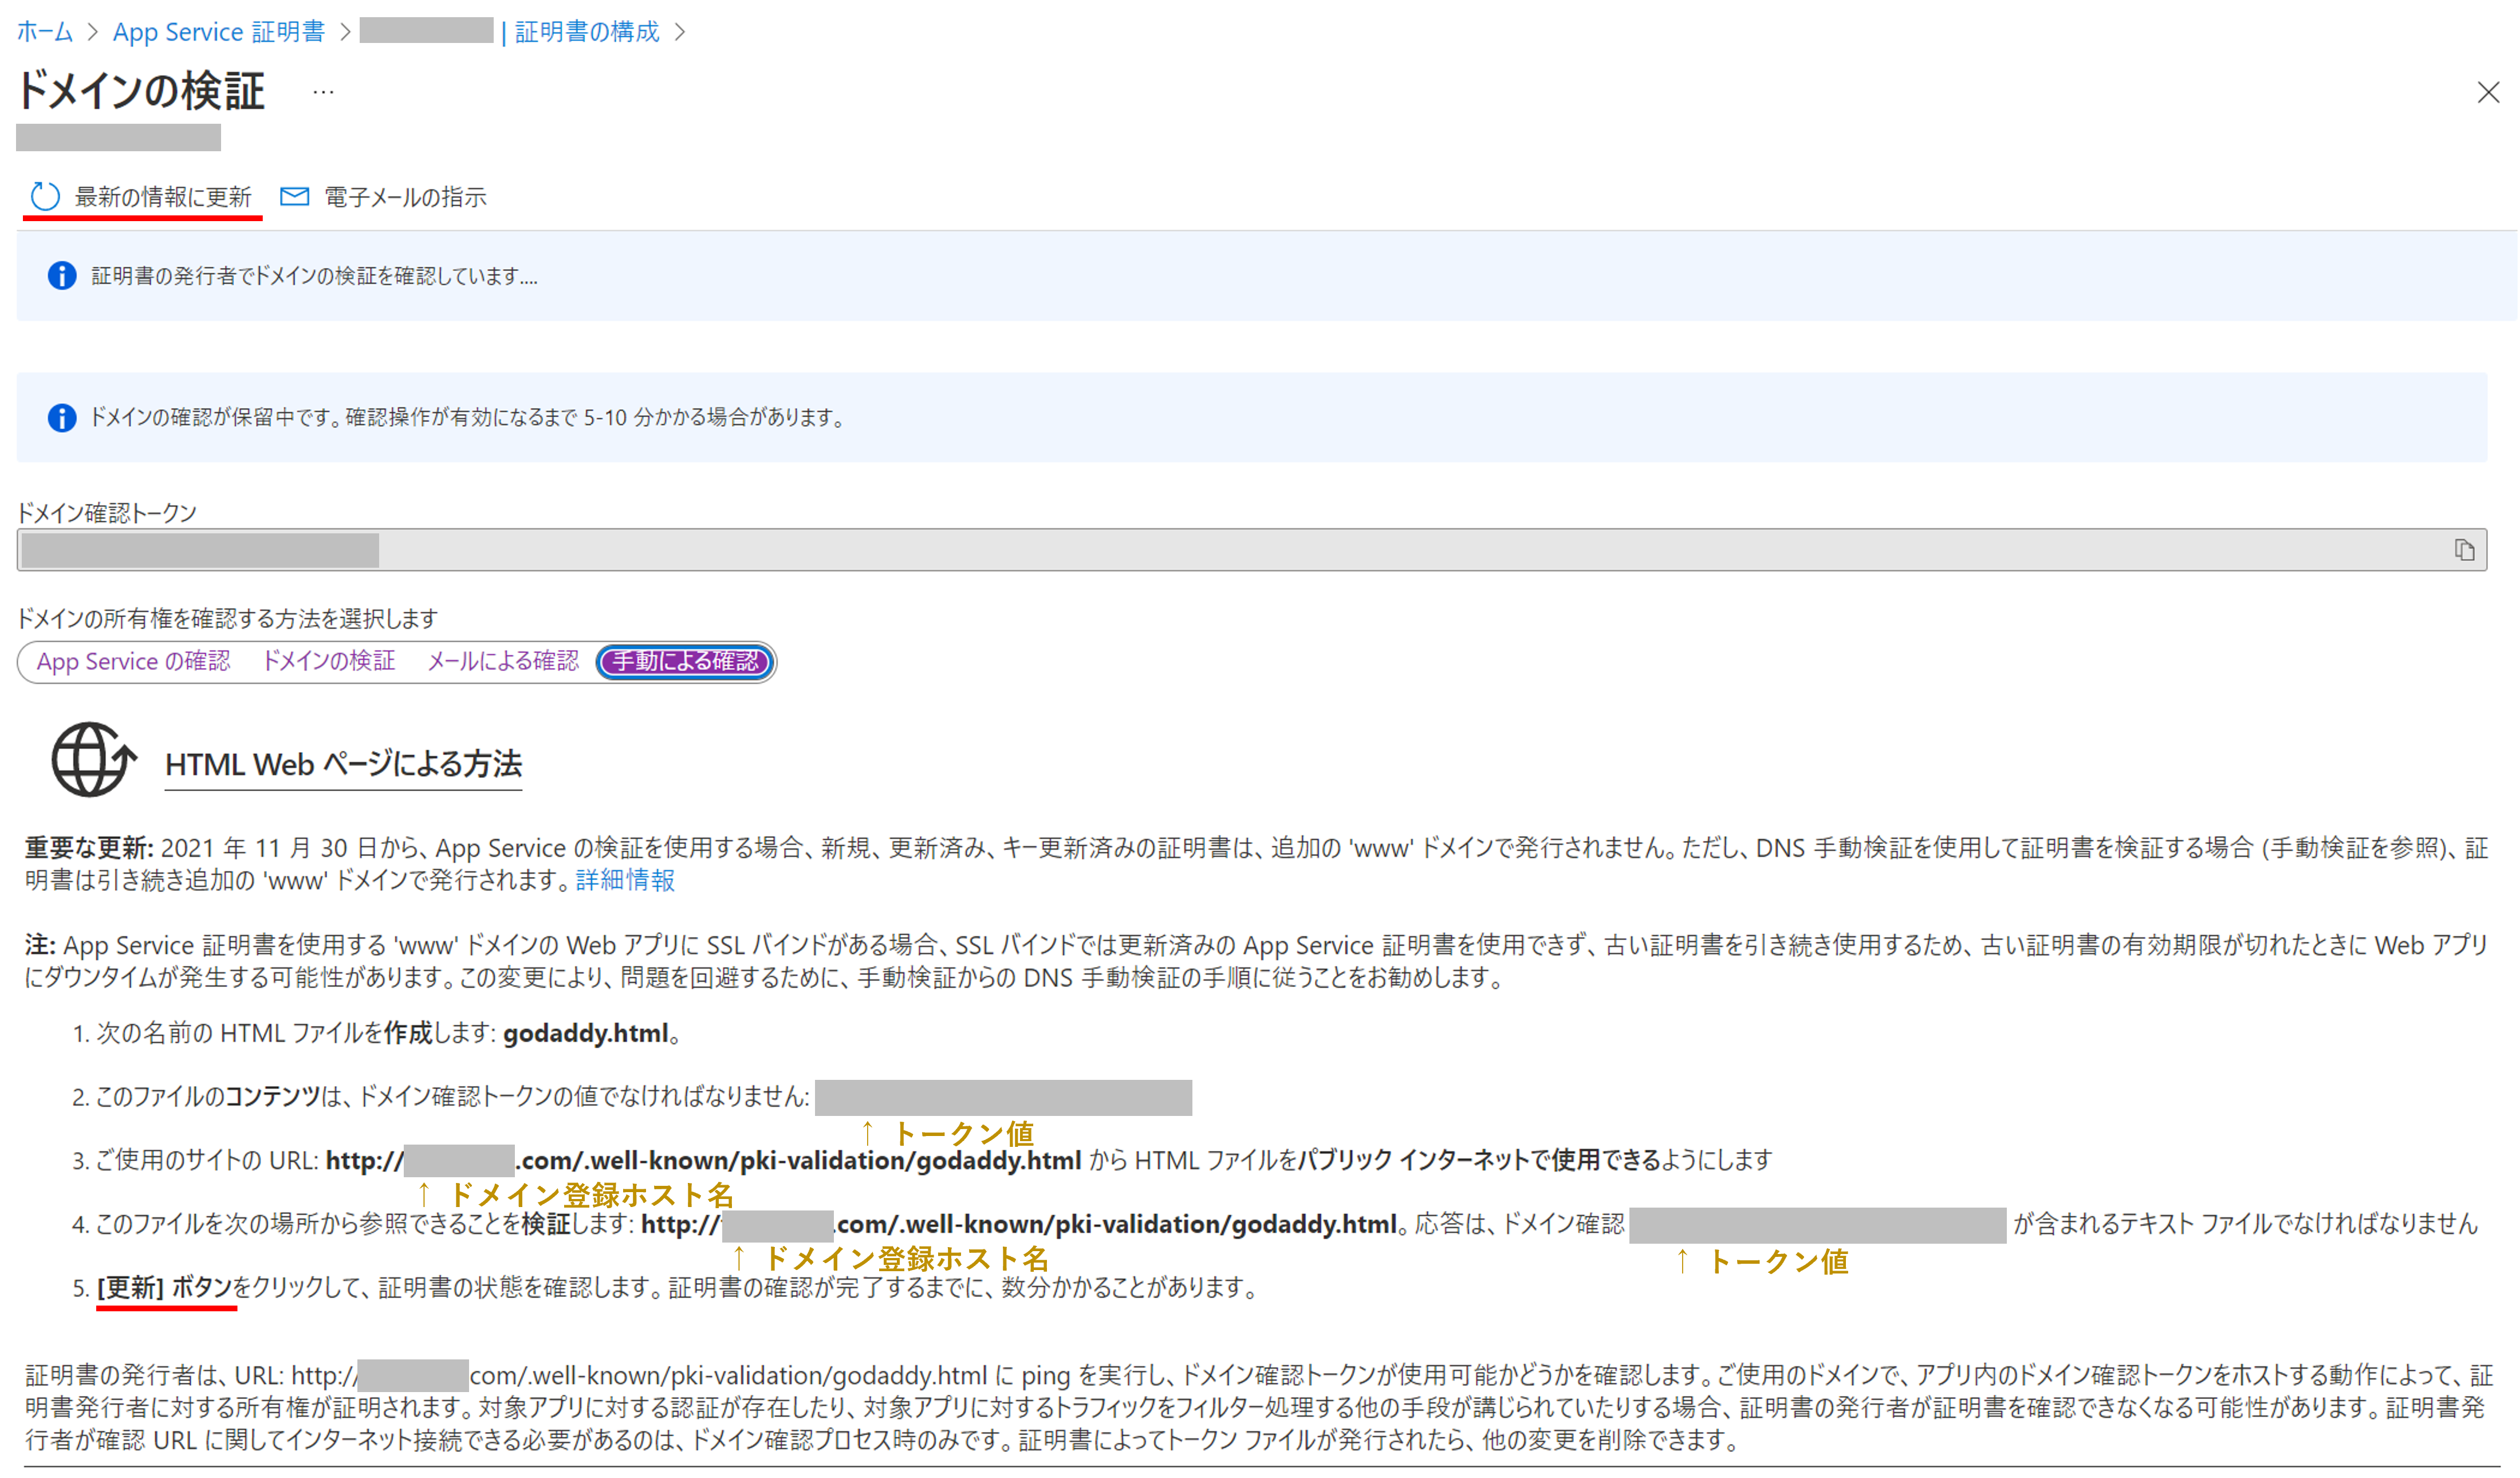 ホーム > App Service 証明書 > | 証明書の構成 >
ドメインの検証 …
最新の情報に更新 電子メールの指示
証明書の発行者でドメインの検証を確認しています....
ドメインの確認が保留中です。確認操作が有効になるまで 5-10 分かかる場合があります。
ドメイン確認トークン
ドメインの所有権を確認する方法を選択します
App Service の確認 ドメインの検証 メールによる確認 手動による確認
HTML Web ページによる方法
重要な更新: 2021 年 11 月 30 日から、App Service の検証を使用する場合、新規、更新済み、キー更新済みの証明書は、追加の 'www' ドメインで発行されません。ただし、DNS 手動検証を使用して証明書を検証する場合 (手動検証を参照)、証
明書は引き続き追加の 'www' ドメインで発行されます。詳細情報
注: App Service 証明書を使用する 'www' ドメインの Web アプリに SSL バインドがある場合、SSL バインドでは更新済みの App Service 証明書を使用できず、古い証明書を引き続き使用するため、古い証明書の有効期限が切れたときに Web アプリ
にダウンタイムが発生する可能性があります。この変更により、問題を回避するために、手動検証からの DNS 手動検証の手順に従うことをお勧めします。
1. 次の名前の HTML ファイルを作成します: godaddy.html。
2. このファイルのコンテンツは、ドメイン確認トークンの値でなければなりません:
↑ トークン値
3. ご使用のサイトの URL: http:// .com/.well-known/pki-validation/godaddy.html から HTML ファイルをパブリック インターネットで使用できるようにします
↑ ドメイン登録ホスト名
4. このファイルを次の場所から参照できることを検証します: http:// .com/.well-known/pki-validation/godaddy.html。応答は、ドメイン確認 が含まれるテキスト ファイルでなければなりません
↑ ドメイン登録ホスト名 ↑ トークン値
5. [更新] ボタンをクリックして、証明書の状態を確認します。証明書の確認が完了するまでに、数分かかることがあります。
証明書の発行者は、URL: http:/ com/.well-known/pki-validation/godaddy.html に ping を実行し、ドメイン確認トークンが使用可能かどうかを確認します。ご使用のドメインで、アプリ内のドメイン確認トークンをホストする動作によって、証
明書発行者に対する所有権が証明されます。対象アプリに対する認証が存在したり、対象アプリに対するトラフィックをフィルター処理する他の手段が講じられていたりする場合、証明書の発行者が証明書を確認できなくなる可能性があります。証明書発
行者が確認 URL に関してインターネット接続できる必要があるのは、ドメイン確認プロセス時のみです。証明書によってトークン ファイルが発行されたら、他の変更を削除できます。